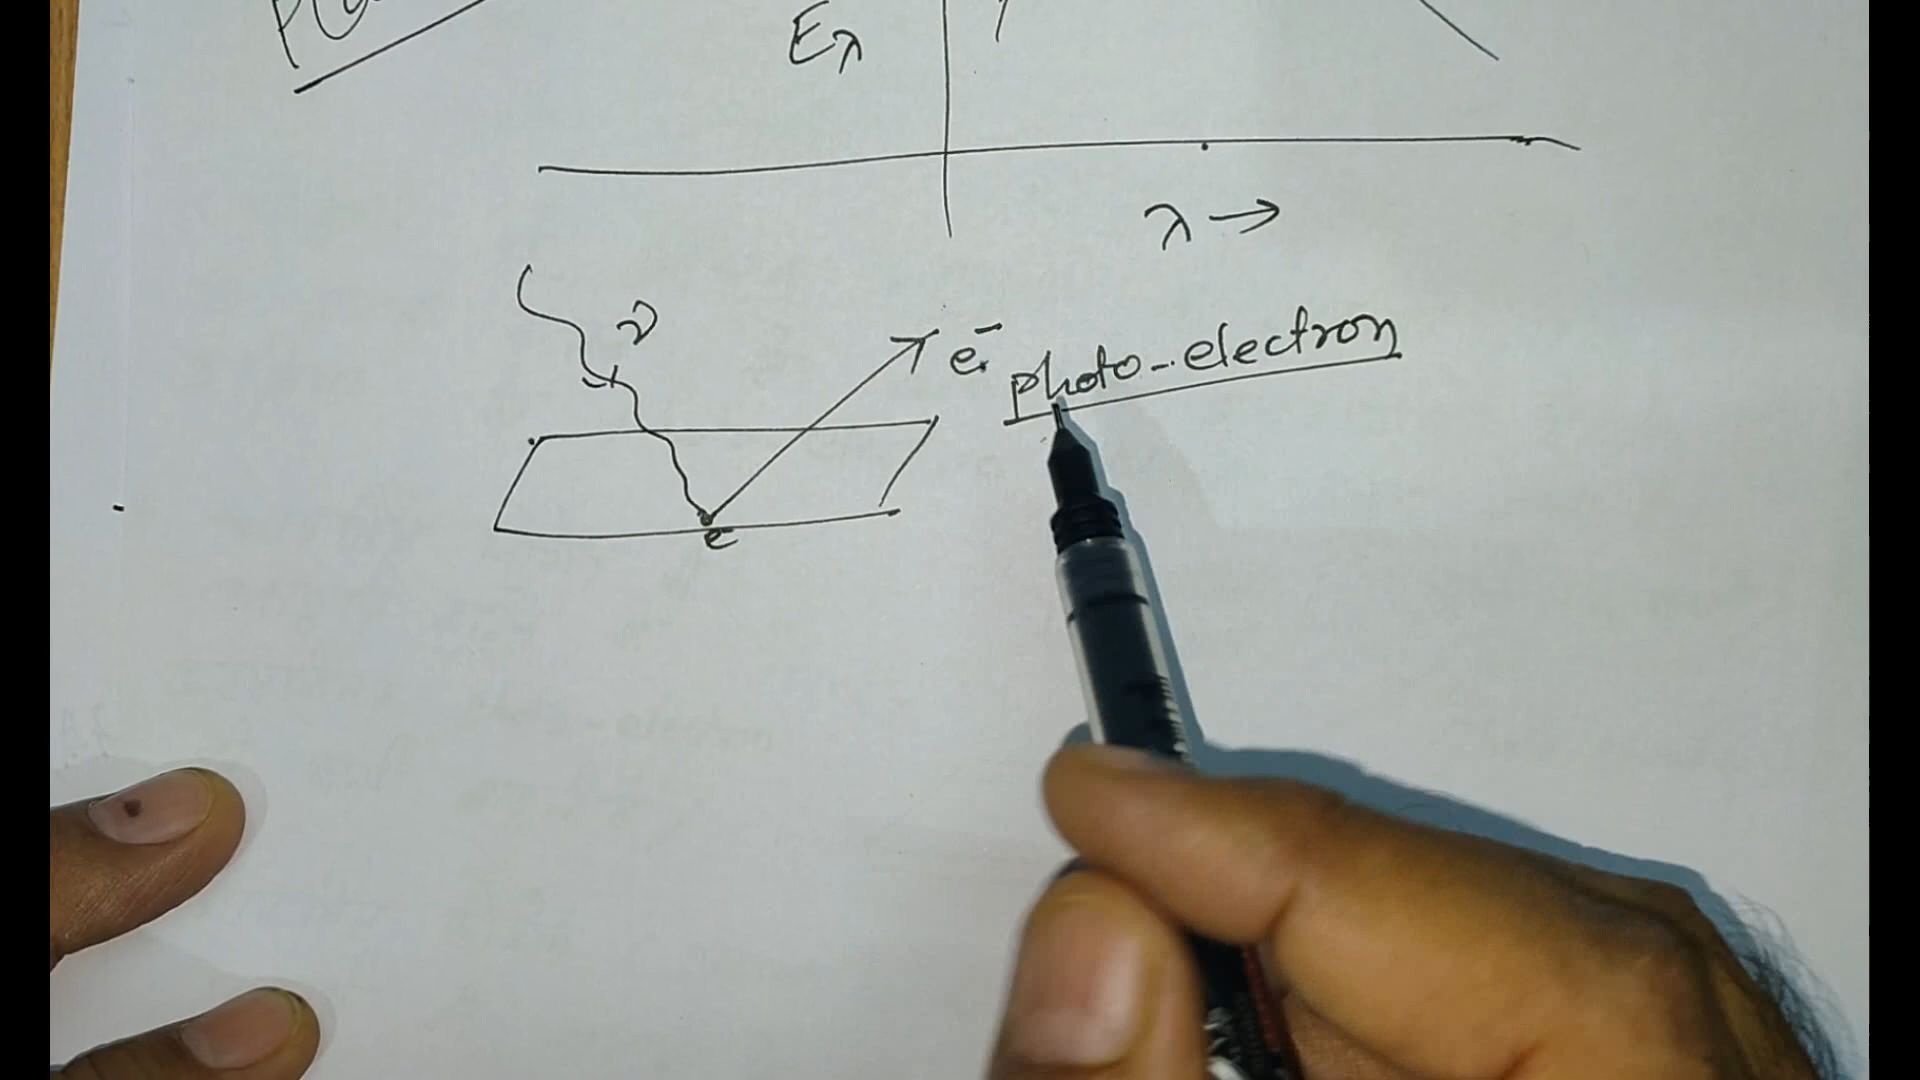 Eλ
λ →
ν
e⁻ photo-electron
e⁻